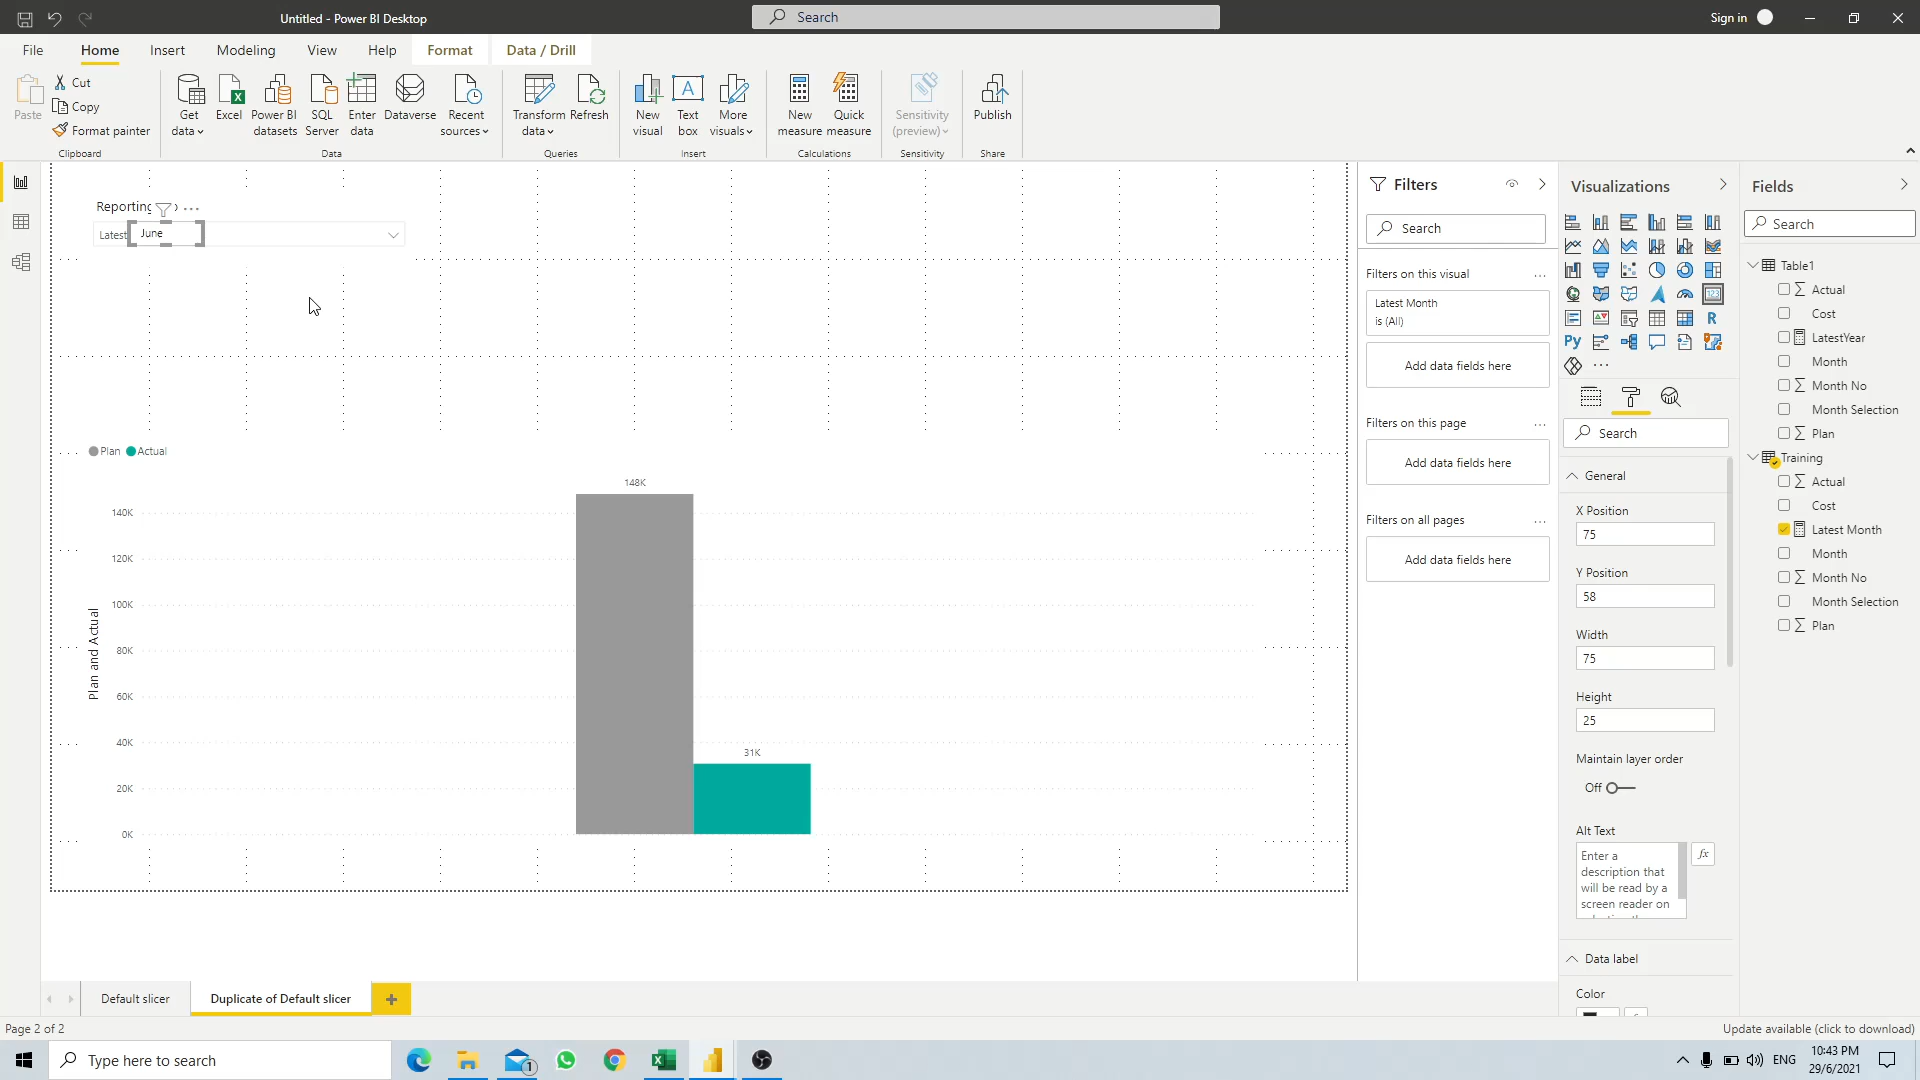 Untitled - Power BI Desktop
Search
Sign in
File
Home
Insert
Modeling
View
Help
Format
Data / Drill
Paste
Cut
Copy
Format painter
Clipboard
Get data
Excel
Power BI datasets
SQL Server
Enter data
Dataverse
Recent sources
Data
Transform data
Refresh
Queries
New visual
Text box
More visuals
Insert
New measure
Quick measure
Calculations
Sensitivity (preview)
Sensitivity
Publish
Share
Reporting
Latest
June
Plan
Actual
148K
31K
140K
120K
100K
80K
60K
40K
20K
0K
Plan and Actual
Filters
Search
Filters on this visual
Latest Month
is (All)
Add data fields here
Filters on this page
Add data fields here
Filters on all pages
Add data fields here
Visualizations
123
R
Py
Search
General
X Position
75
Y Position
58
Width
75
Height
25
Maintain layer order
Off
Alt Text
Enter a
description that
will be read by a
screen reader on
fx
Data label
Color
Fields
Search
Table1
Actual
Cost
LatestYear
Month
Month No
Month Selection
Plan
Training
Actual
Cost
Latest Month
Month
Month No
Month Selection
Plan
Default slicer
Duplicate of Default slicer
Page 2 of 2
Update available (click to download)
Type here to search
1
ENG
10:43 PM
29/6/2021